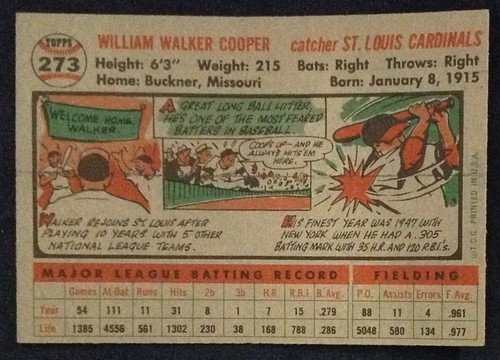 TOPPS
273
WILLIAM WALKER COOPER catcher ST. LOUIS CARDINALS
Height: 6'3" Weight: 215 Bats: Right Throws: Right
Home: Buckner, Missouri Born: January 8, 1915
WELCOME HOME,
WALKER.
A GREAT LONG BALL HITTER,
HE'S ONE OF THE MOST FEARED
BATTERS IN BASEBALL.
COOP'S UP- AND HE
ALWAYS HITS 'EM
HERE.
WALKER REJOINS ST. LOUIS AFTER
PLAYING 10 YEARS WITH 5 OTHER
NATIONAL LEAGUE TEAMS.
HIS FINEST YEAR WAS 1947 WITH
NEW YORK WHEN HE HAD A .305
BATTING MARK WITH 35 H.R. AND 120 R.B.I.'s.
T.C.G. PRINTED IN U.S.A.
MAJOR LEAGUE BATTING RECORD FIELDING
Games At Bat Runs Hits 2b 3b H.R. R.B.I. B.Avg. P.O. Assists Errors F.Avg.
Year 54 111 11 31 8 1 7 15 .279 88 11 4 .961
Life 1385 4556 561 1302 230 38 168 788 .286 5048 580 134 .977